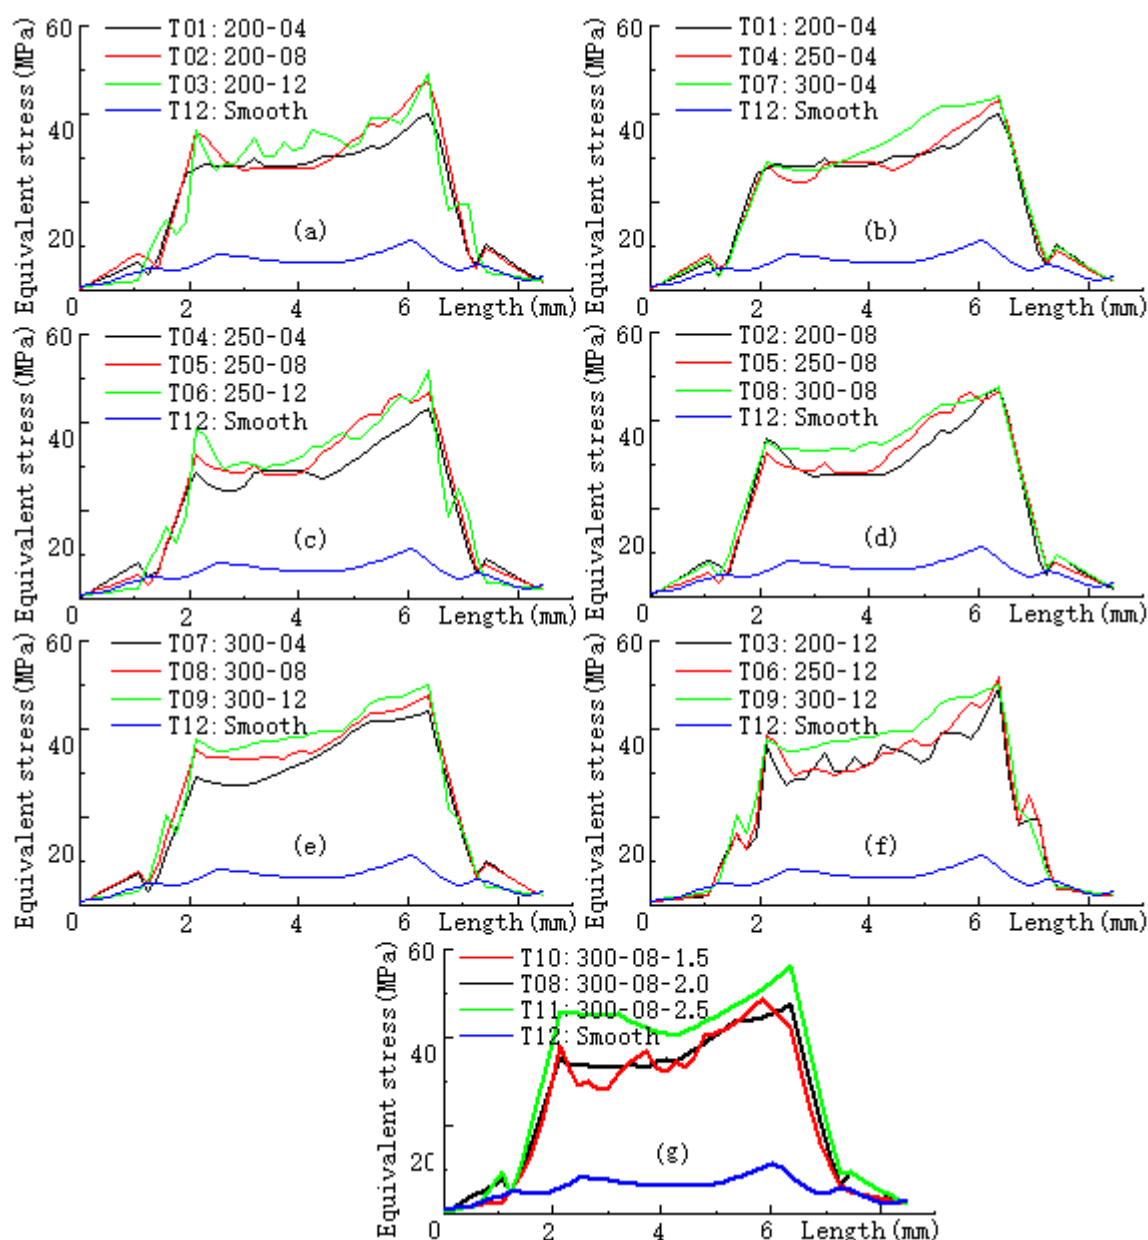 Equivalent stress(MPa)
60
40
20
T01:200-04
T02:200-08
T03:200-12
T12:Smooth
(a)
0
2
4
6
Length(mm)
Equivalent stress(MPa)
60
40
20
T01:200-04
T04:250-04
T07:300-04
T12:Smooth
(b)
0
2
4
6
Length(mm)
Equivalent stress(MPa)
60
40
20
T04:250-04
T05:250-08
T06:250-12
T12:Smooth
(c)
0
2
4
6
Length(mm)
Equivalent stress(MPa)
60
40
20
T02:200-08
T05:250-08
T08:300-08
T12:Smooth
(d)
0
2
4
6
Length(mm)
Equivalent stress(MPa)
60
40
20
T07:300-04
T08:300-08
T09:300-12
T12:Smooth
(e)
0
2
4
6
Length(mm)
Equivalent stress(MPa)
60
40
20
T03:200-12
T06:250-12
T09:300-12
T12:Smooth
(f)
0
2
4
6
Length(mm)
Equivalent stress(MPa)
60
40
20
T10:300-08-1.5
T08:300-08-2.0
T11:300-08-2.5
T12:Smooth
(g)
0
2
4
6
Length(mm)